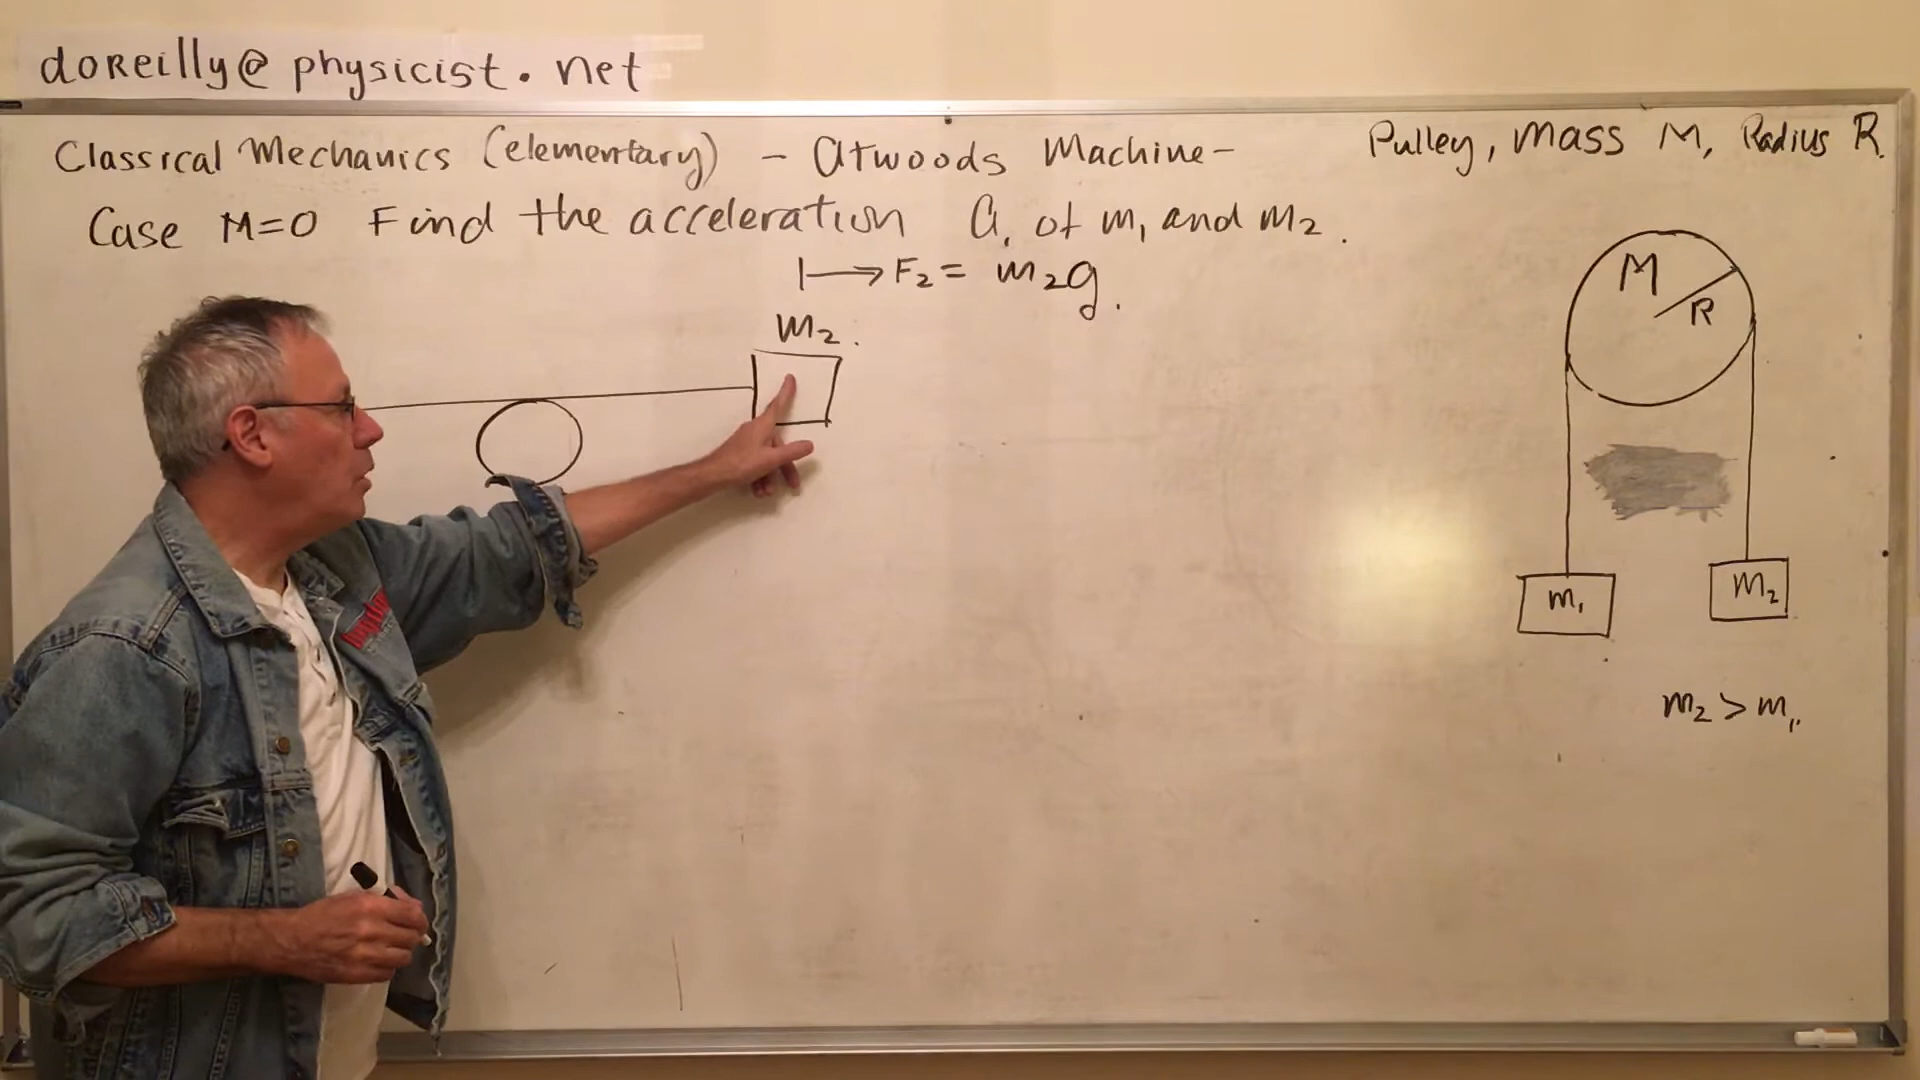 doReilly@physicist.net
Classical Mechanics (elementary) - Atwoods Machine-
Pulley, mass M, Radius R.
Case M=0 Find the acceleration a, of m₁ and m₂.
|→ F₂ = m₂g.
m₂.
M
R
m₁
m₂
m₂ > m₁.